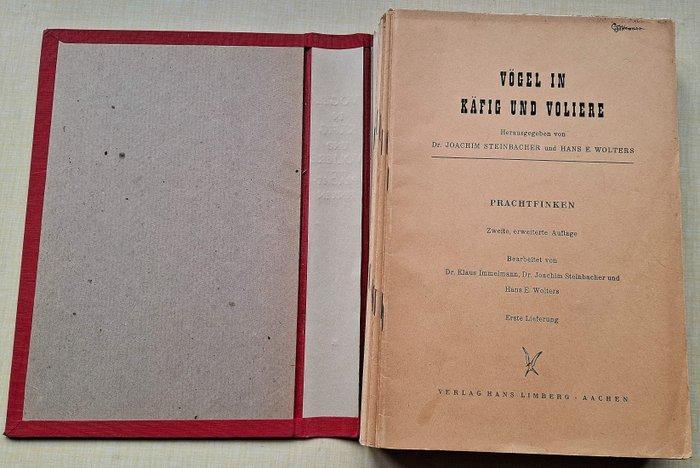 VÖGEL IN
KÄFIG UND VOLIERE
Herausgegeben von
Dr. JOACHIM STEINBACHER und HANS E. WOLTERS
PRACHTFINKEN
Zweite, erweiterte Auflage
Bearbeitet von
Dr. Klaus Immelmann, Dr. Joachim Steinbacher und
Hans E. Wolters
Erste Lieferung
VERLAG HANS LIMBERG · AACHEN